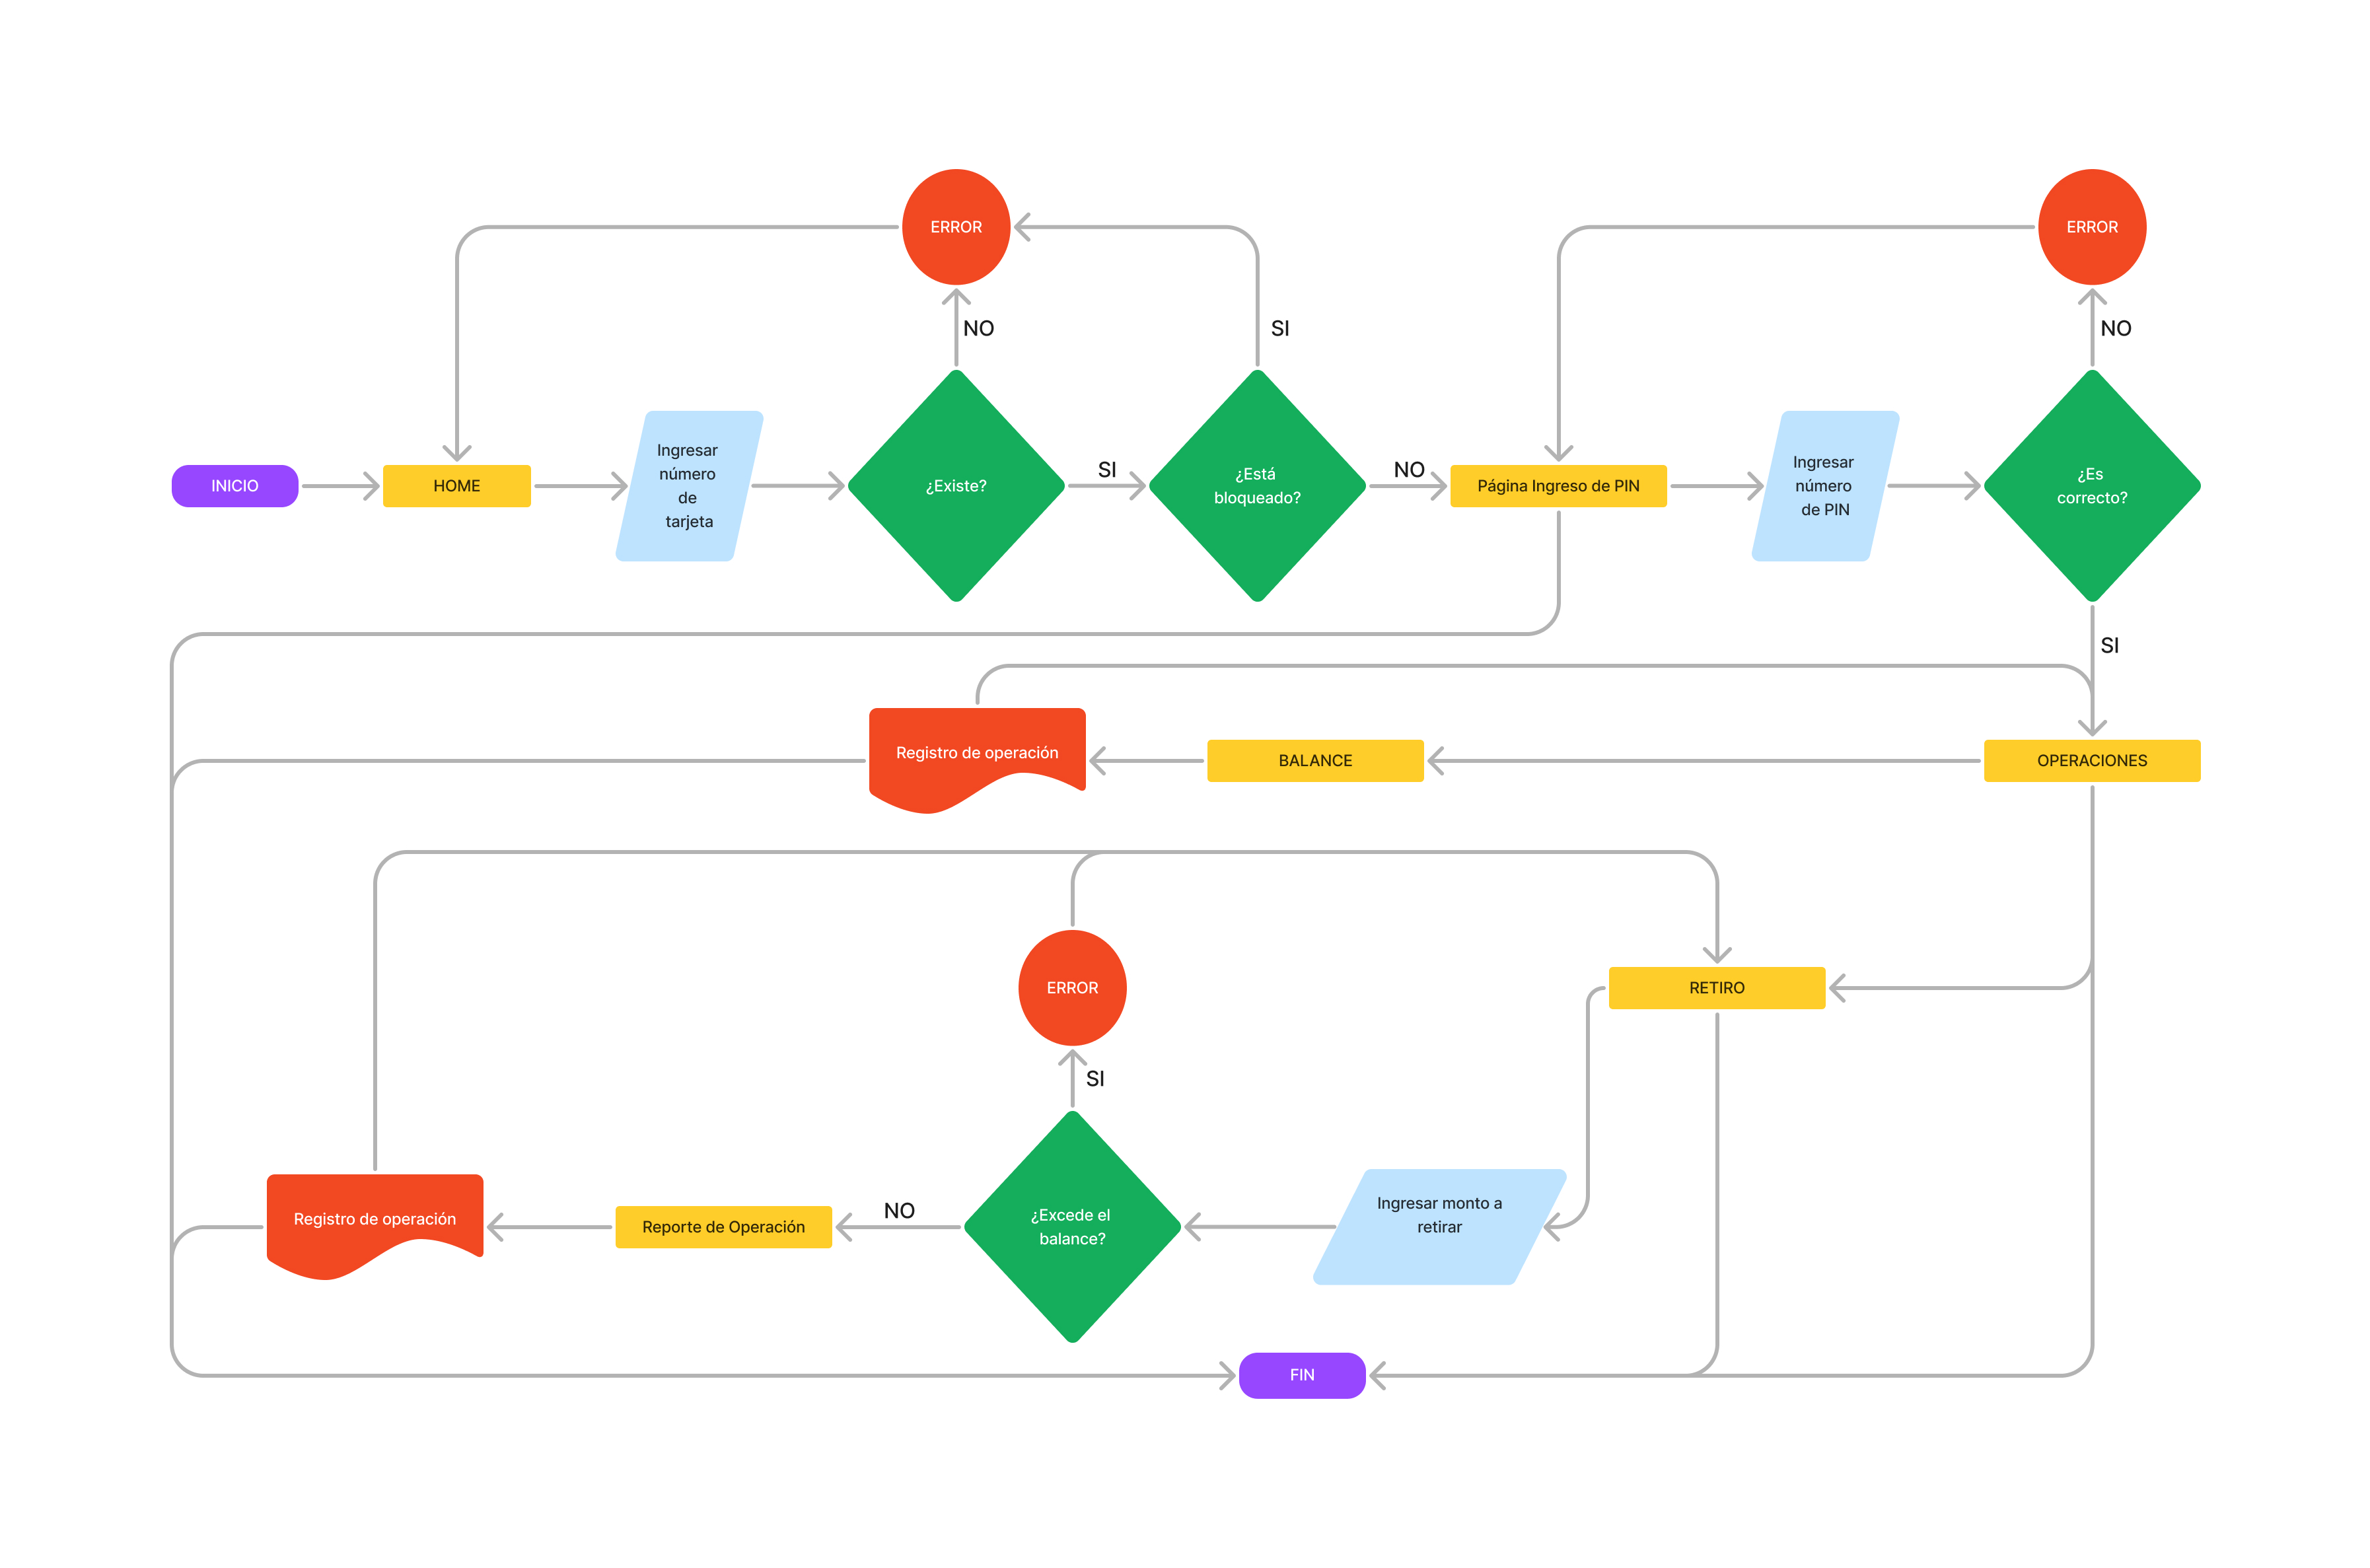 ERROR
ERROR
NO
SI
NO
INICIO
HOME
Ingresar
número
de
tarjeta
¿Existe?
SI
¿Está
bloqueado?
NO
Página Ingreso de PIN
Ingresar
número
de PIN
¿Es
correcto?
SI
Registro de operación
BALANCE
OPERACIONES
ERROR
RETIRO
SI
Registro de operación
Reporte de Operación
NO
¿Excede el
balance?
Ingresar monto a
retirar
FIN